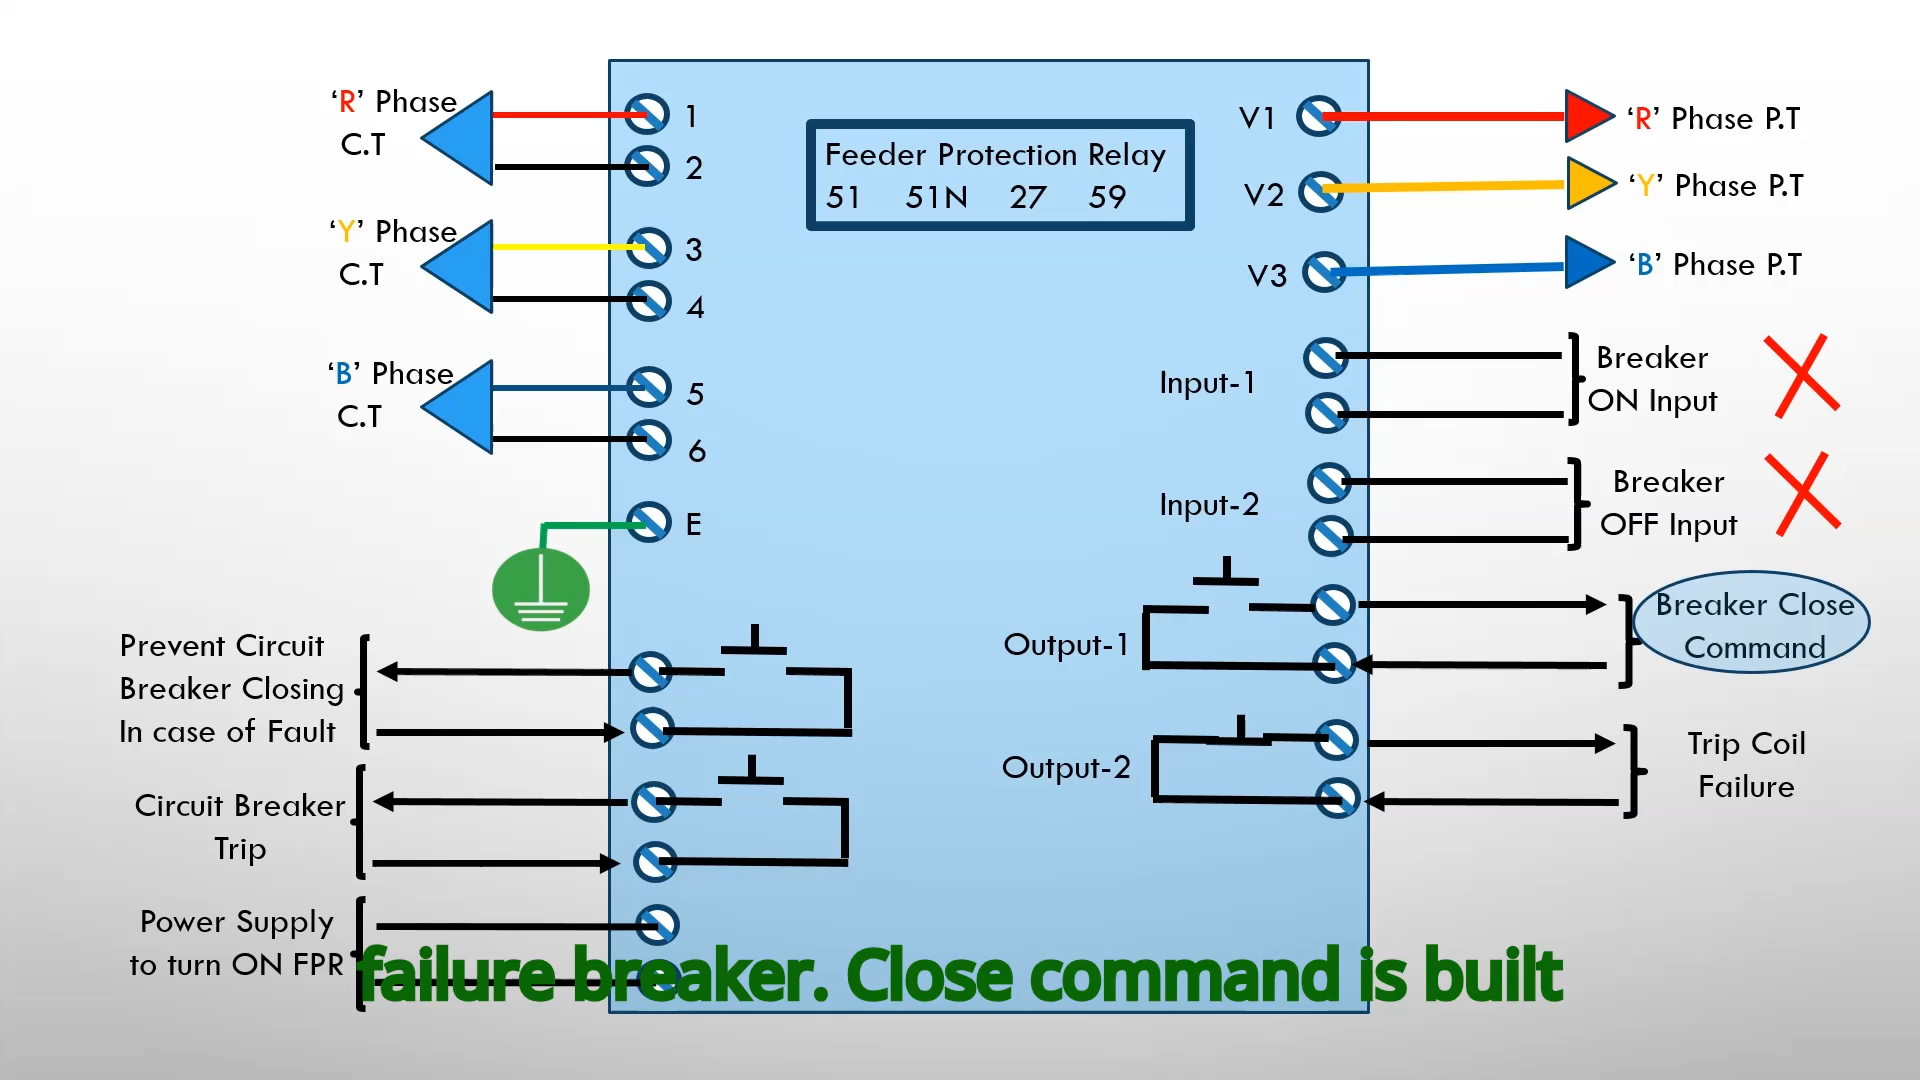 ‘R’ Phase
C.T
‘Y’ Phase
C.T
‘B’ Phase
C.T
1
2
3
4
5
6
E
Feeder Protection Relay
51 51N 27 59
V1
V2
V3
‘R’ Phase P.T
‘Y’ Phase P.T
‘B’ Phase P.T
Input-1
Breaker
ON Input
Input-2
Breaker
OFF Input
Output-1
Breaker Close
Command
Output-2
Trip Coil
Failure
Prevent Circuit
Breaker Closing
In case of Fault
Circuit Breaker
Trip
Power Supply
to turn ON FPR
failure breaker. Close command is built